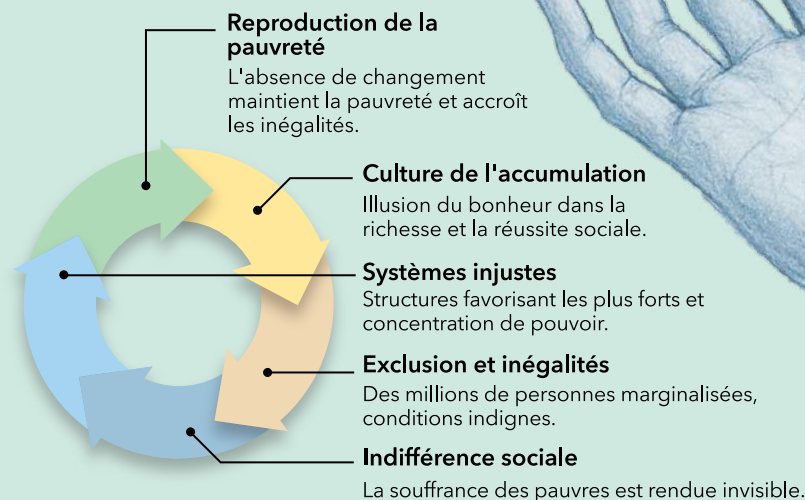 Reproduction de la
pauvreté
L'absence de changement
maintient la pauvreté et accroît
les inégalités.
Culture de l'accumulation
Illusion du bonheur dans la
richesse et la réussite sociale.
Systèmes injustes
Structures favorisant les plus forts et
concentration de pouvoir.
Exclusion et inégalités
Des millions de personnes marginalisées,
conditions indignes.
Indifférence sociale
La souffrance des pauvres est rendue invisible.